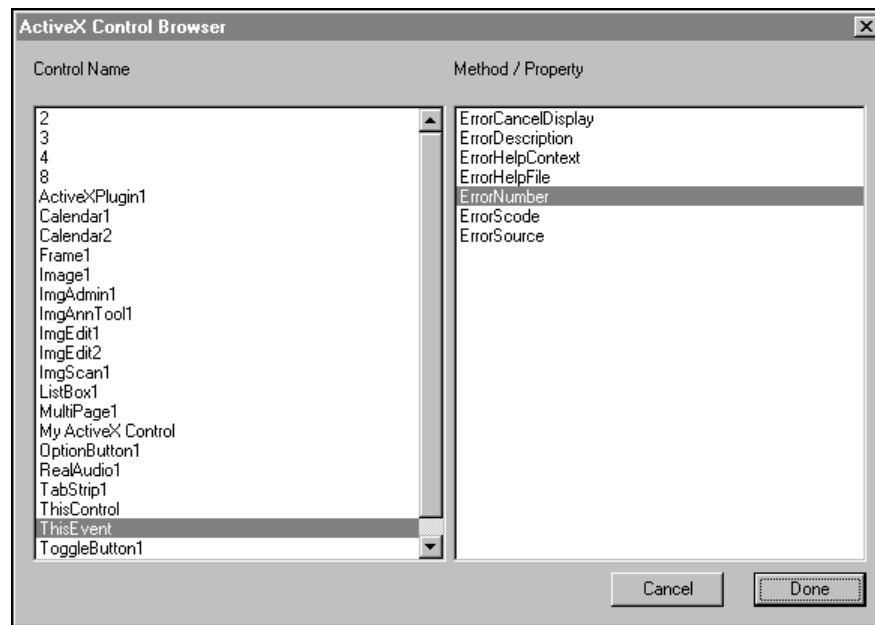 ActiveX Control Browser
Control Name
Method / Property
2
3
4
8
ActiveXPlugin1
Calendar1
Calendar2
Frame1
Image1
ImgAdmin1
ImgAnnTool1
ImgEdit1
ImgEdit2
ImgScan1
ListBox1
MultiPage1
My ActiveX Control
OptionButton1
RealAudio1
TabStrip1
ThisControl
ThisEvent
ToggleButton1
ErrorCancelDisplay
ErrorDescription
ErrorHelpContext
ErrorHelpFile
ErrorNumber
ErrorScode
ErrorSource
Cancel
Done